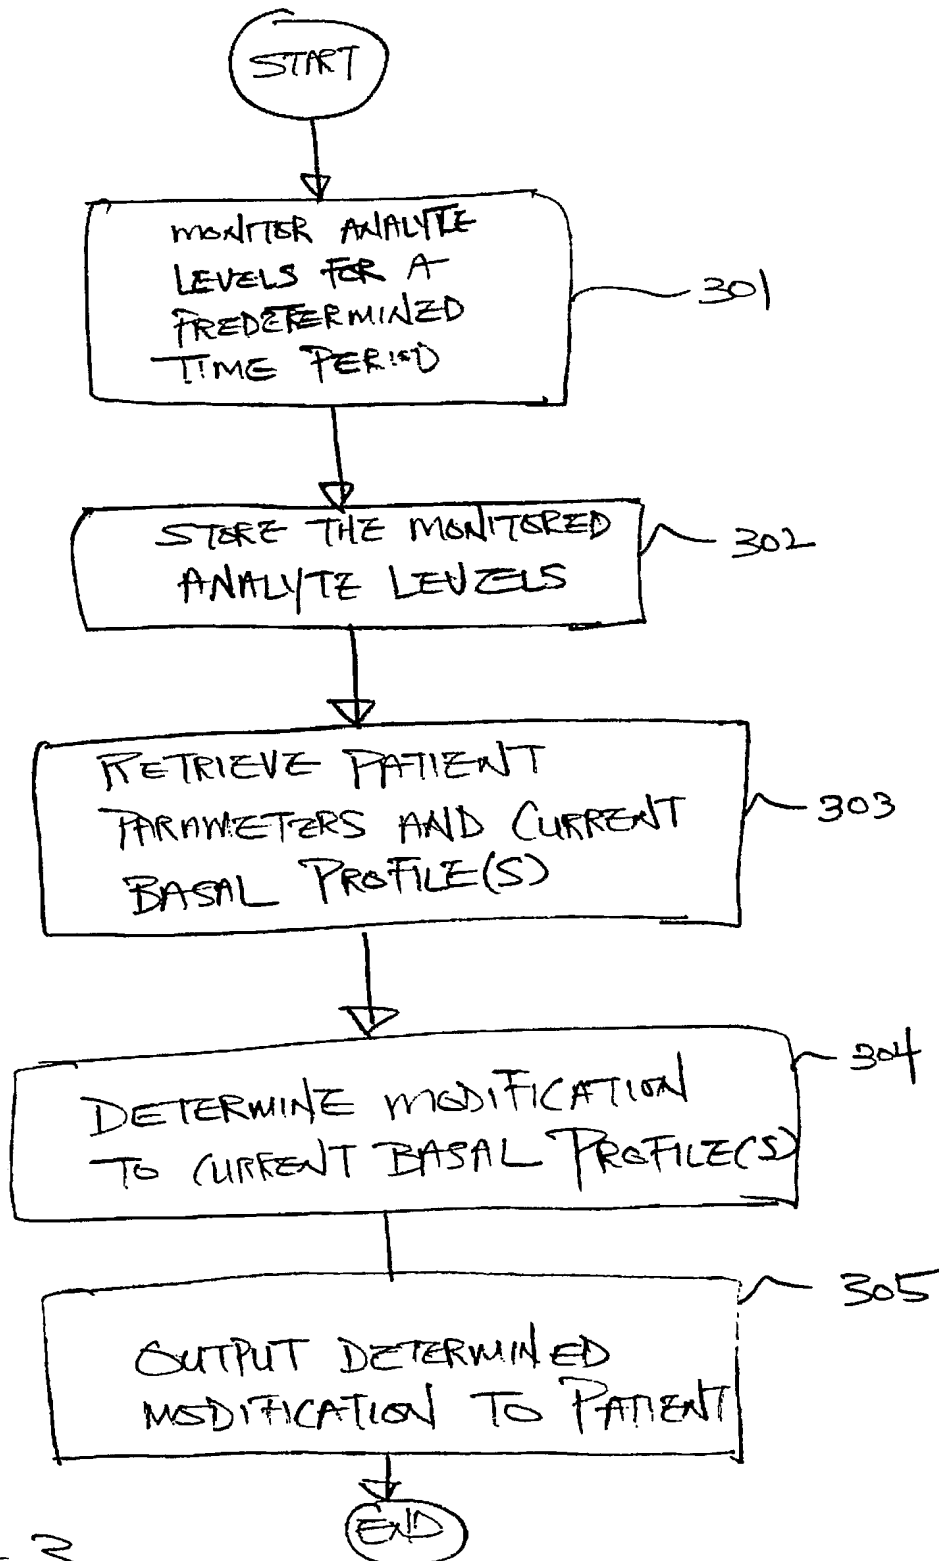 START
MONITOR ANALYTE
LEVELS FOR A
PREDETERMINED
TIME PERIOD
301
STORE THE MONITORED
ANALYTE LEVELS
302
RETRIEVE PATIENT
PARAMETERS AND CURRENT
BASAL PROFILE(S)
303
DETERMINE MODIFICATION
TO CURRENT BASAL PROFILE(S)
304
OUTPUT DETERMINED
MODIFICATION TO PATIENT
305
END